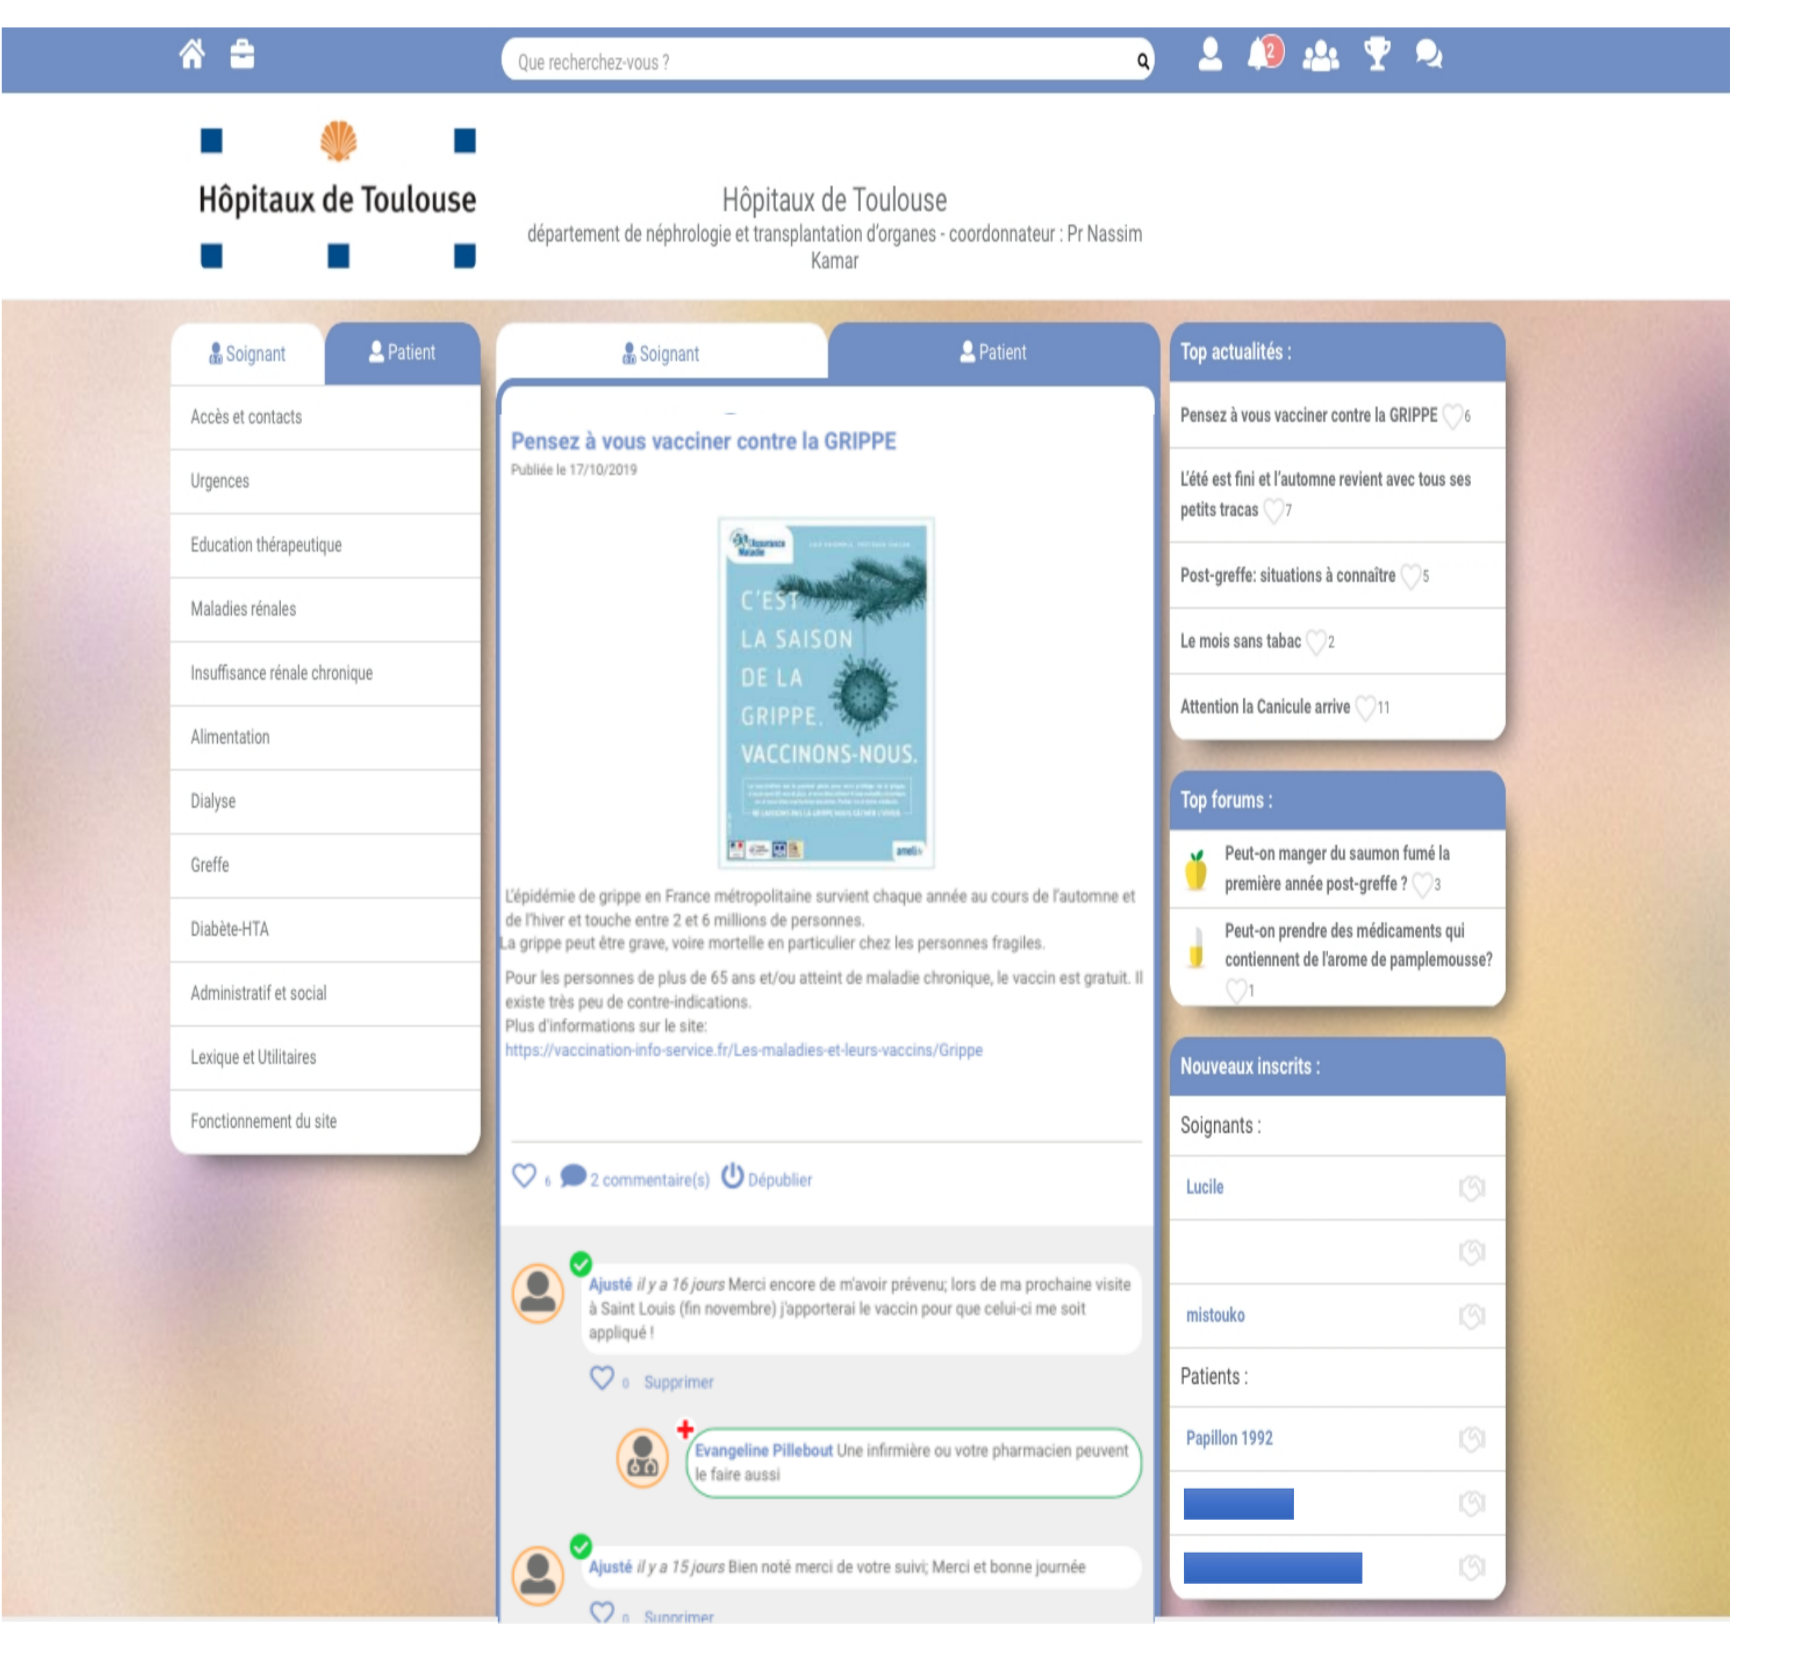 Que recherchez-vous ?
2
Hôpitaux de Toulouse
Hôpitaux de Toulouse
département de néphrologie et transplantation d'organes - coordonnateur : Pr Nassim
Kamar
Soignant
Patient
Accès et contacts
Urgences
Education thérapeutique
Maladies rénales
Insuffisance rénale chronique
Alimentation
Dialyse
Greffe
Diabète-HTA
Administratif et social
Lexique et Utilitaires
Fonctionnement du site
Soignant
Patient
Pensez à vous vacciner contre la GRIPPE
Publiée le 17/10/2019
l'Assurance
Maladie
C'EST
LA SAISON
DE LA
GRIPPE.
VACCINONS-NOUS.
ameli.fr
L'épidémie de grippe en France métropolitaine survient chaque année au cours de l'automne et
de l'hiver et touche entre 2 et 6 millions de personnes.
La grippe peut être grave, voire mortelle en particulier chez les personnes fragiles.
Pour les personnes de plus de 65 ans et/ou atteint de maladie chronique, le vaccin est gratuit. Il
existe très peu de contre-indications.
Plus d'informations sur le site:
https://vaccination-info-service.fr/Les-maladies-et-leurs-vaccins/Grippe
6 2 commentaire(s) Dépublier
Ajusté il y a 16 jours Merci encore de m'avoir prévenu; lors de ma prochaine visite
à Saint Louis (fin novembre) j'apporterai le vaccin pour que celui-ci me soit
appliqué !
0 Supprimer
Evangeline Pillebout Une infirmière ou votre pharmacien peuvent
le faire aussi
Ajusté il y a 15 jours Bien noté merci de votre suivi; Merci et bonne journée
0 Supprimer
Top actualités :
Pensez à vous vacciner contre la GRIPPE 6
L'été est fini et l'automne revient avec tous ses
petits tracas 7
Post-greffe: situations à connaître 5
Le mois sans tabac 2
Attention la Canicule arrive 11
Top forums :
Peut-on manger du saumon fumé la
première année post-greffe ? 3
Peut-on prendre des médicaments qui
contiennent de l'arome de pamplemousse?
1
Nouveaux inscrits :
Soignants :
Lucile
mistouko
Patients :
Papillon 1992